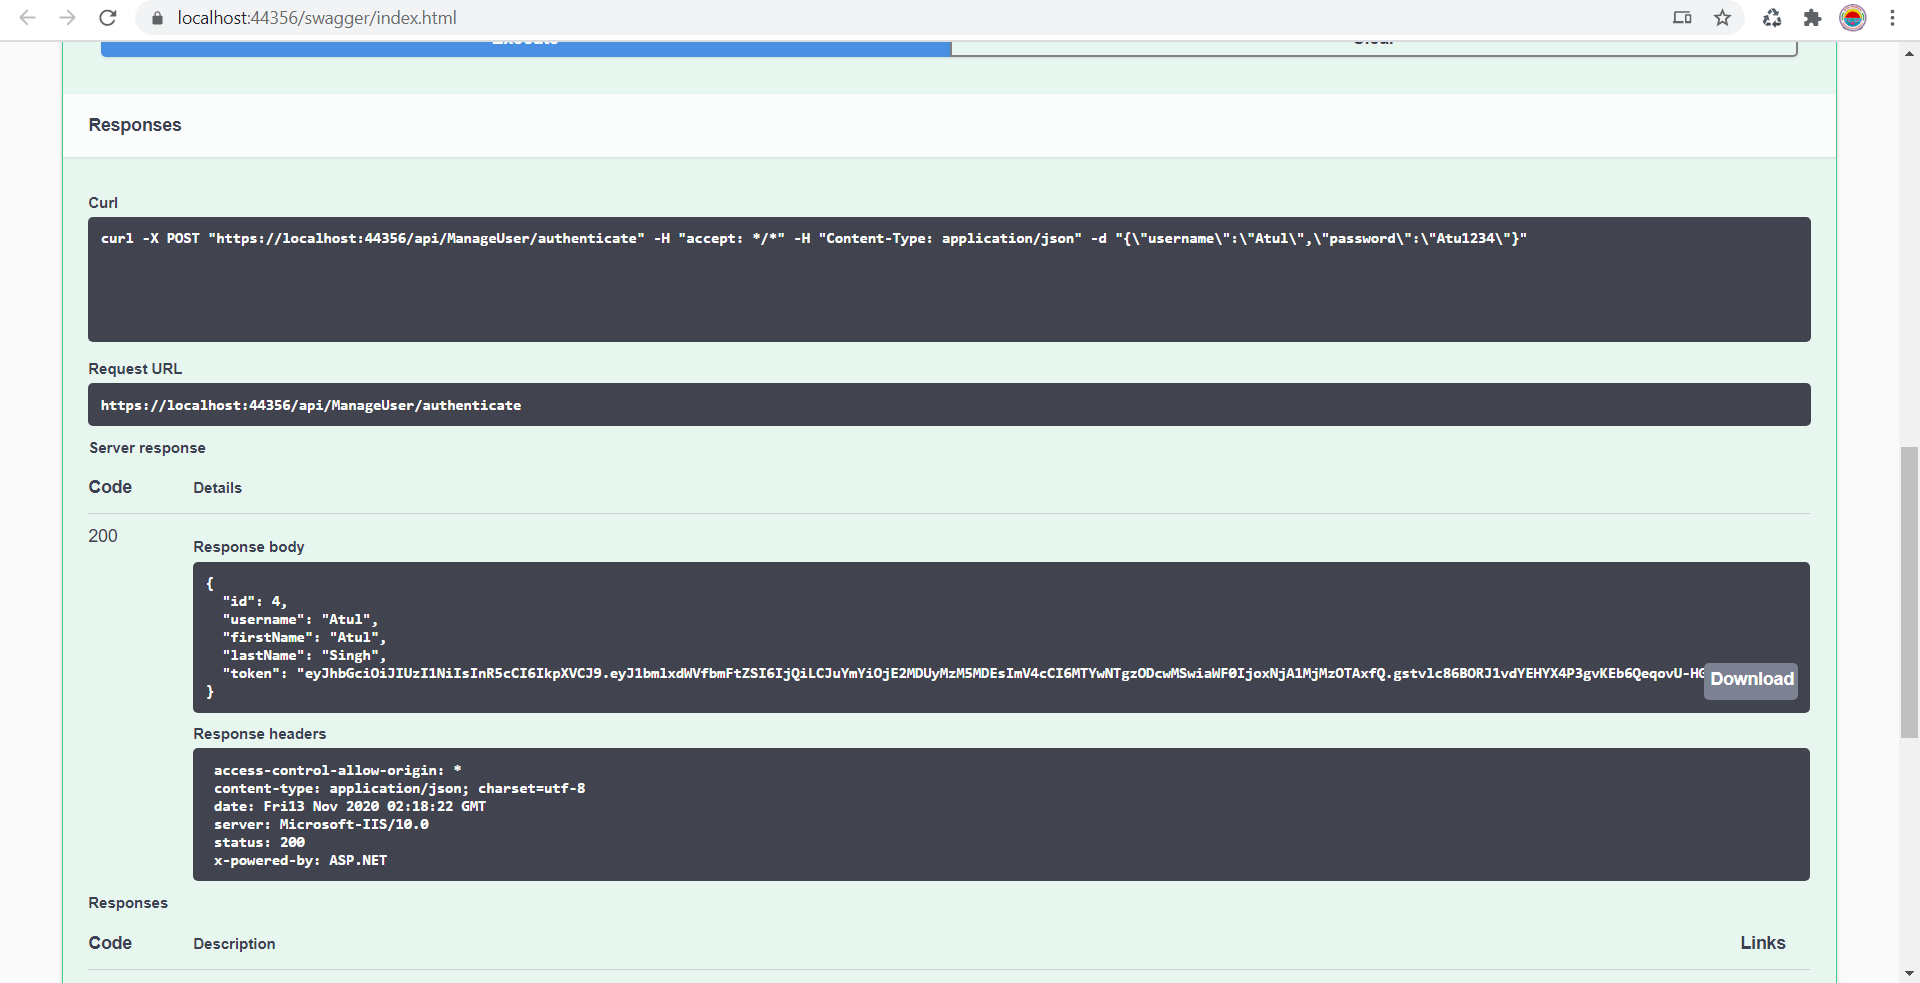 localhost:44356/swagger/index.html
Execute Clear
Responses
Curl
curl -X POST "https://localhost:44356/api/ManageUser/authenticate" -H "accept: */*" -H "Content-Type: application/json" -d "{\"username\":\"Atul\",\"password\":\"Atu1234\"}"
Request URL
https://localhost:44356/api/ManageUser/authenticate
Server response
Code Details
200
Response body
{
"id": 4,
"username": "Atul",
"firstName": "Atul",
"lastName": "Singh",
"token": "eyJhbGciOiJIUzI1NiIsInR5cCI6IkpXVCJ9.eyJ1bmlxdWVfbmFtZSI6IjQiLCJuYmYiOjE2MDUyMzM5MDEsImV4cCI6MTYwNTgzODcwMSwiaWF0IjoxNjA1MjMzOTAxfQ.gstvlc86BORJ1vdYEHYX4P3gvKEb6QeqovU-HG
Download
}
Response headers
access-control-allow-origin: *
content-type: application/json; charset=utf-8
date: Fri13 Nov 2020 02:18:22 GMT
server: Microsoft-IIS/10.0
status: 200
x-powered-by: ASP.NET
Responses
Code Description Links